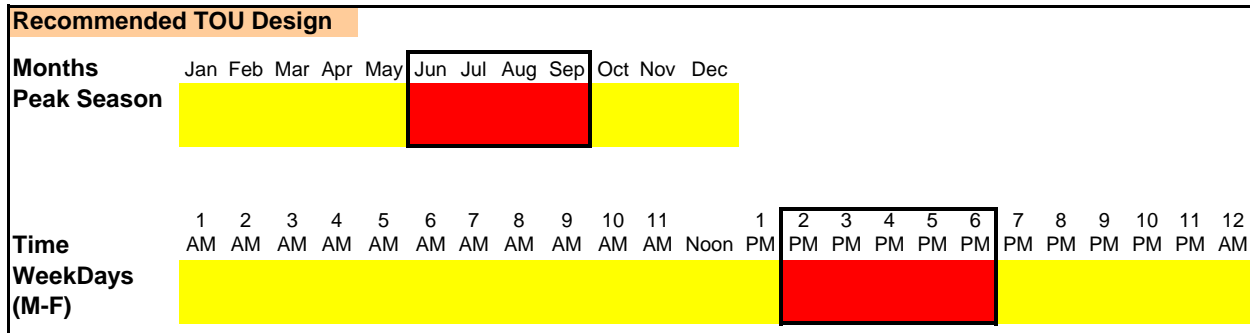 Recommended TOU Design
Months Jan Feb Mar Apr May Jun Jul Aug Sep Oct Nov Dec
Peak Season
1 2 3 4 5 6 7 8 9 10 11 1 2 3 4 5 6 7 8 9 10 11 12
Time AM AM AM AM AM AM AM AM AM AM AM Noon PM PM PM PM PM PM PM PM PM PM PM AM
WeekDays
(M-F)